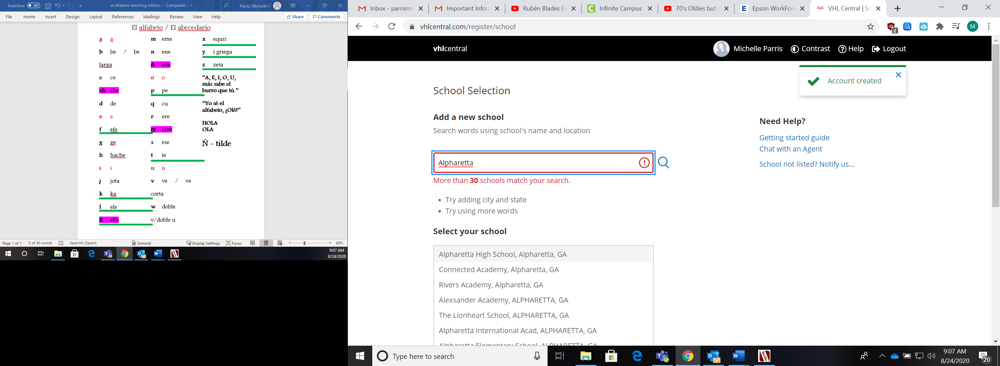 AutoSave Off el alfabeto-teaching edition - Compatibi... Parris, Michelle J
File Home Insert Design Layout References Mailings Review View Help Share Comments
El alfabeto / El abecedario
a a
b be / be
larga
c ce
ch che
d de
e e
f efe
g ge
h hache
i i
j jota
k ka
l ele
ll elle
m eme
n ene
ñ eñe
o o
p pe
q cu
r ere
rr erre
s ese
t te
u u
v ve / ve
corta
w doble
v/doble u
x equis
y i griega
z zeta
“A, E, I, O, U,
más sabe el
burro que tú.”
“Yo sé el
alfabeto, ¡Olé!”
HOLA
OLA
Ñ ~ tilde
Page 1 of 1 5 of 90 words Spanish (Spain) General Display Settings Focus 68%
9:07 AM
8/24/2020
Inbox - parrismi Important Inform Rubén Blades Ex Infinite Campus 70's Oldies but Epson WorkForc VHL Central | Sc
vhlcentral.com/register/school
2
M
vhlcentral Michelle Parris Contrast Help Logout
Account created
School Selection
Add a new school
Search words using school's name and location
Alpharetta
More than 30 schools match your search.
• Try adding city and state
• Try using more words
Select your school
Alpharetta High School, Alpharetta, GA
Connected Academy, Alpharetta, GA
Rivers Academy, Alpharetta, GA
Alexsander Academy, ALPHARETTA, GA
The Lionheart School, ALPHARETTA, GA
Alpharetta International Acad, ALPHARETTA, GA
Alpharetta Elementary School, ALPHARETTA, GA
Need Help?
Getting started guide
Chat with an Agent
School not listed? Notify us...
Type here to search
9:07 AM
8/24/2020
20